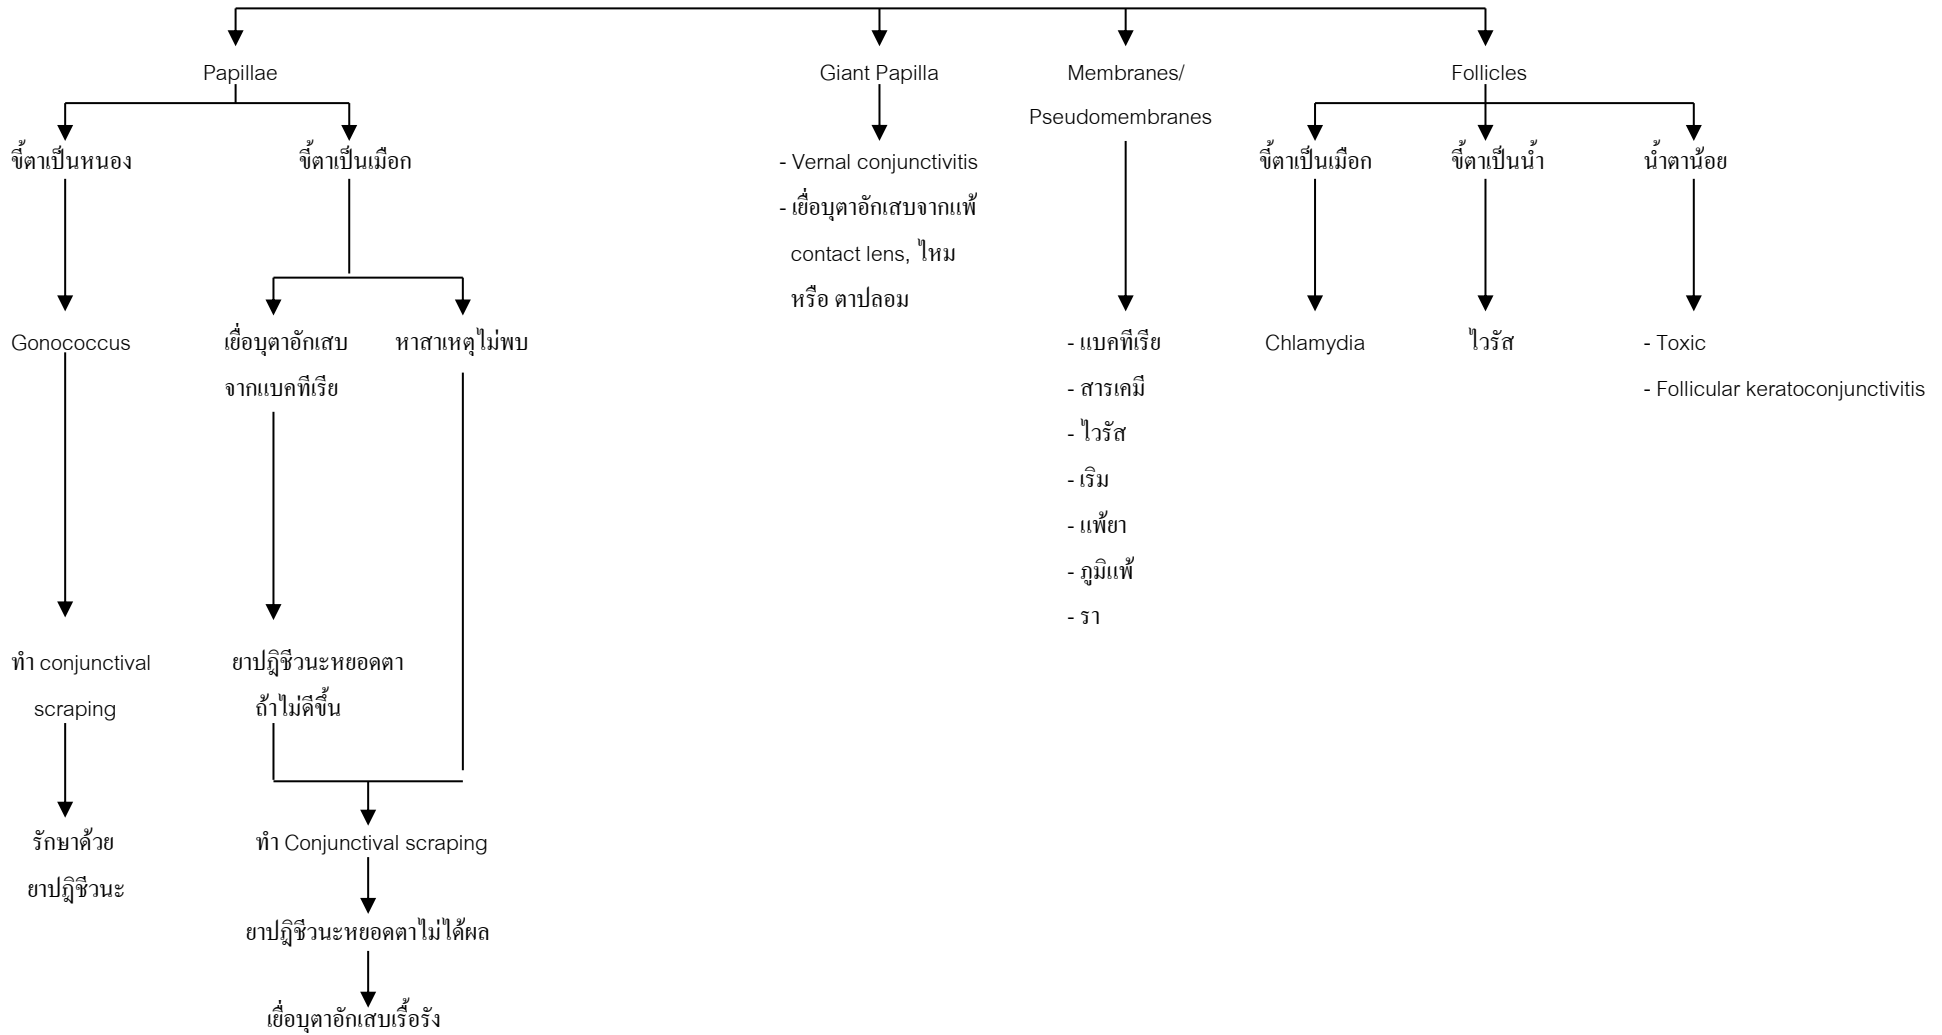 Papillae
Giant Papilla
Membranes/
Pseudomembranes
Follicles
ขี้ตาเป็นหนอง
ขี้ตาเป็นเมือก
- Vernal conjunctivitis
- เยื่อบุตาอักเสบจากแพ้
contact lens, ไหม
หรือ ตาปลอม
ขี้ตาเป็นเมือก
ขี้ตาเป็นน้ำ
น้ำตาน้อย
Gonococcus
เยื่อบุตาอักเสบ
จากแบคทีเรีย
หาสาเหตุไม่พบ
- แบคทีเรีย
- สารเคมี
- ไวรัส
- เริม
- แพ้ยา
- ภูมิแพ้
- รา
Chlamydia
ไวรัส
- Toxic
- Follicular keratoconjunctivitis
ทำ conjunctival
scraping
ยาปฎิชีวนะหยอดตา
ถ้าไม่ดีขึ้น
รักษาด้วย
ยาปฎิชีวนะ
ทำ Conjunctival scraping
ยาปฎิชีวนะหยอดตาไม่ได้ผล
เยื่อบุตาอักเสบเรื้อรัง